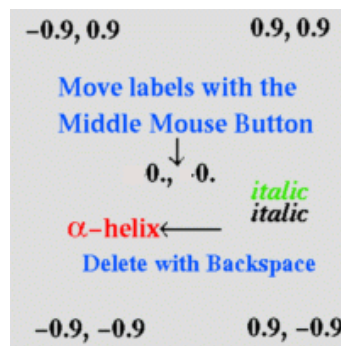 −0.9, 0.9 0.9, 0.9
Move labels with the
Middle Mouse Button
0., 0.
italic
italic
α−helix
Delete with Backspace
−0.9, −0.9 0.9, −0.9